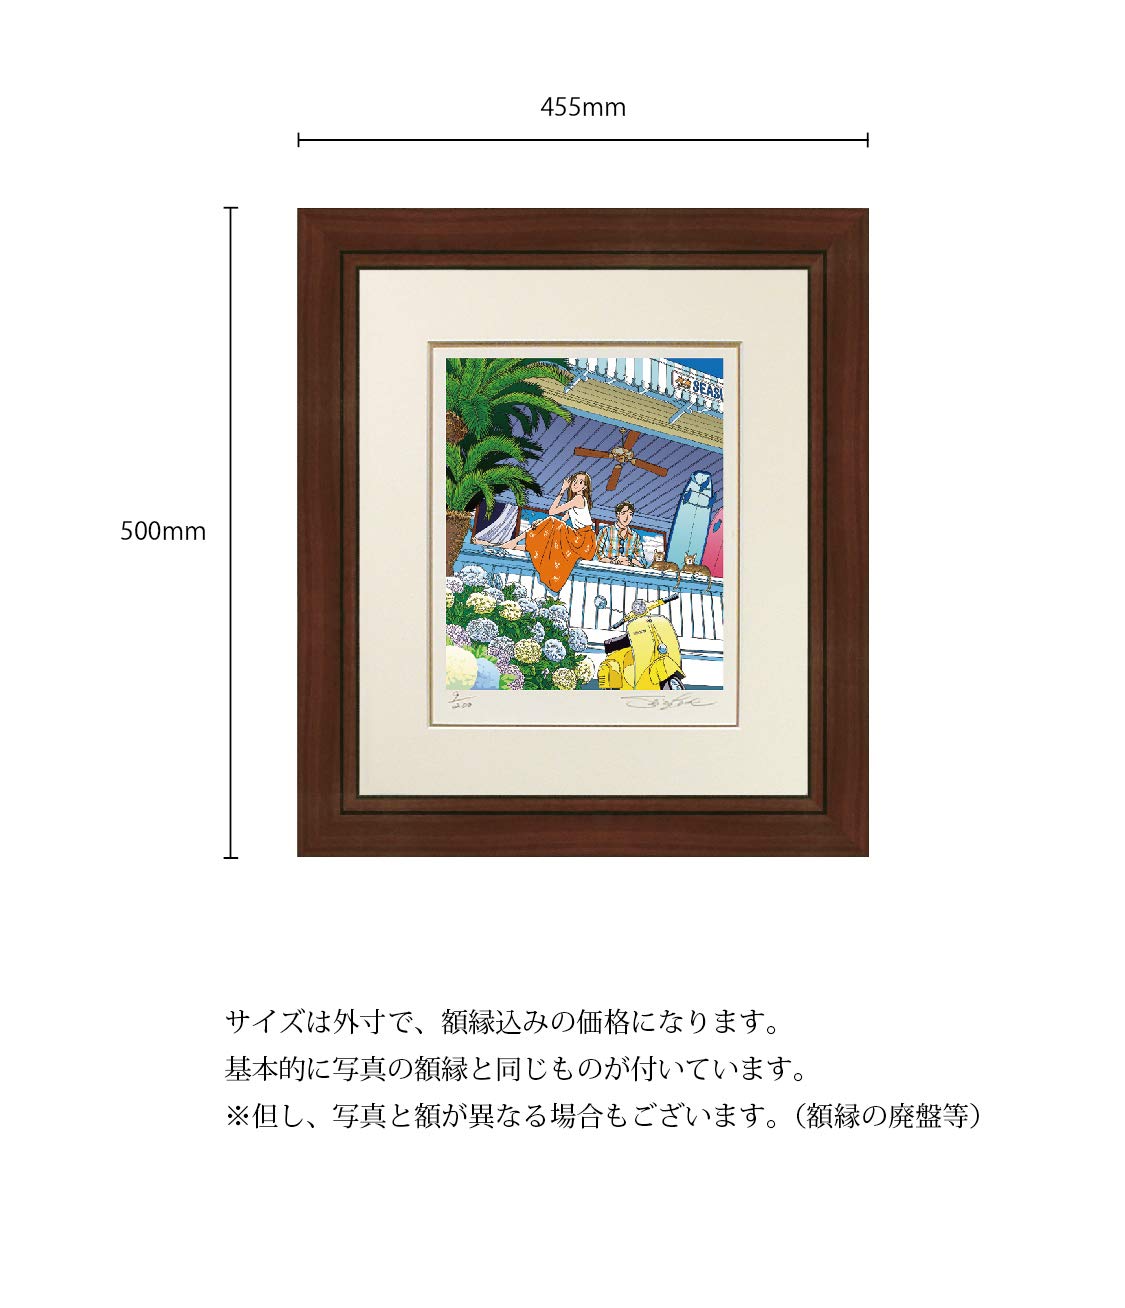 455mm
500mm
SEASI
サイズは外寸で、額縁込みの価格になります。
基本的に写真の額縁と同じものが付いています。
※但し、写真と額が異なる場合もございます。（額縁の廃盤等）